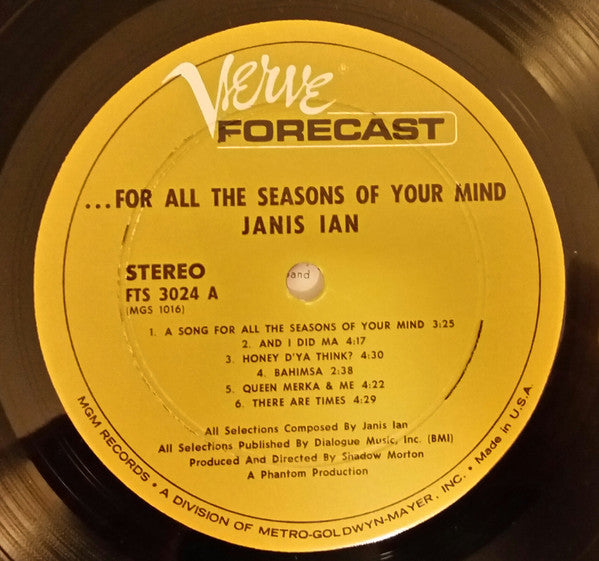 Verve
FORECAST
...FOR ALL THE SEASONS OF YOUR MIND
JANIS IAN
and
STEREO
FTS 3024 A
(MGS 1016)
1. A SONG FOR ALL THE SEASONS OF YOUR MIND 3:25
2. AND I DID MA 4:17
3. HONEY D'YA THINK? 4:30
4. BAHIMSA 2:38
5. QUEEN MERKA & ME 4:22
6. THERE ARE TIMES 4:29
All Selections Composed By Janis Ian
All Selections Published By Dialogue Music, Inc. (BMI)
Produced And Directed By Shadow Morton
A Phantom Production
MGM RECORDS • A DIVISION OF METRO-GOLDWYN-MAYER, INC. • Made in U.S.A.